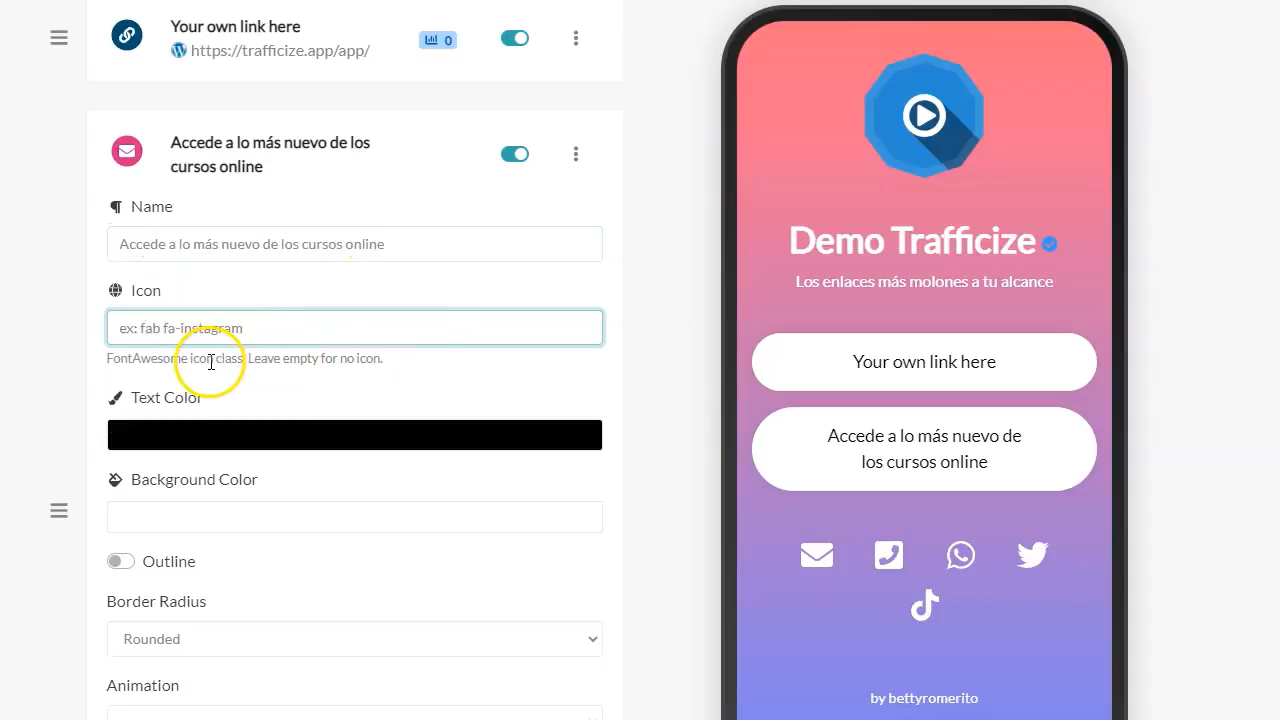 Your own link here
https://trafficize.app/app/
0
Accede a lo más nuevo de los
cursos online
Name
Accede a lo más nuevo de los cursos online
Icon
ex: fab fa-instagram
FontAwesome icon class. Leave empty for no icon.
Text Color
Background Color
Outline
Border Radius
Rounded
Animation
Demo Trafficize
Los enlaces más molones a tu alcance
Your own link here
Accede a lo más nuevo de
los cursos online
by bettyromerito